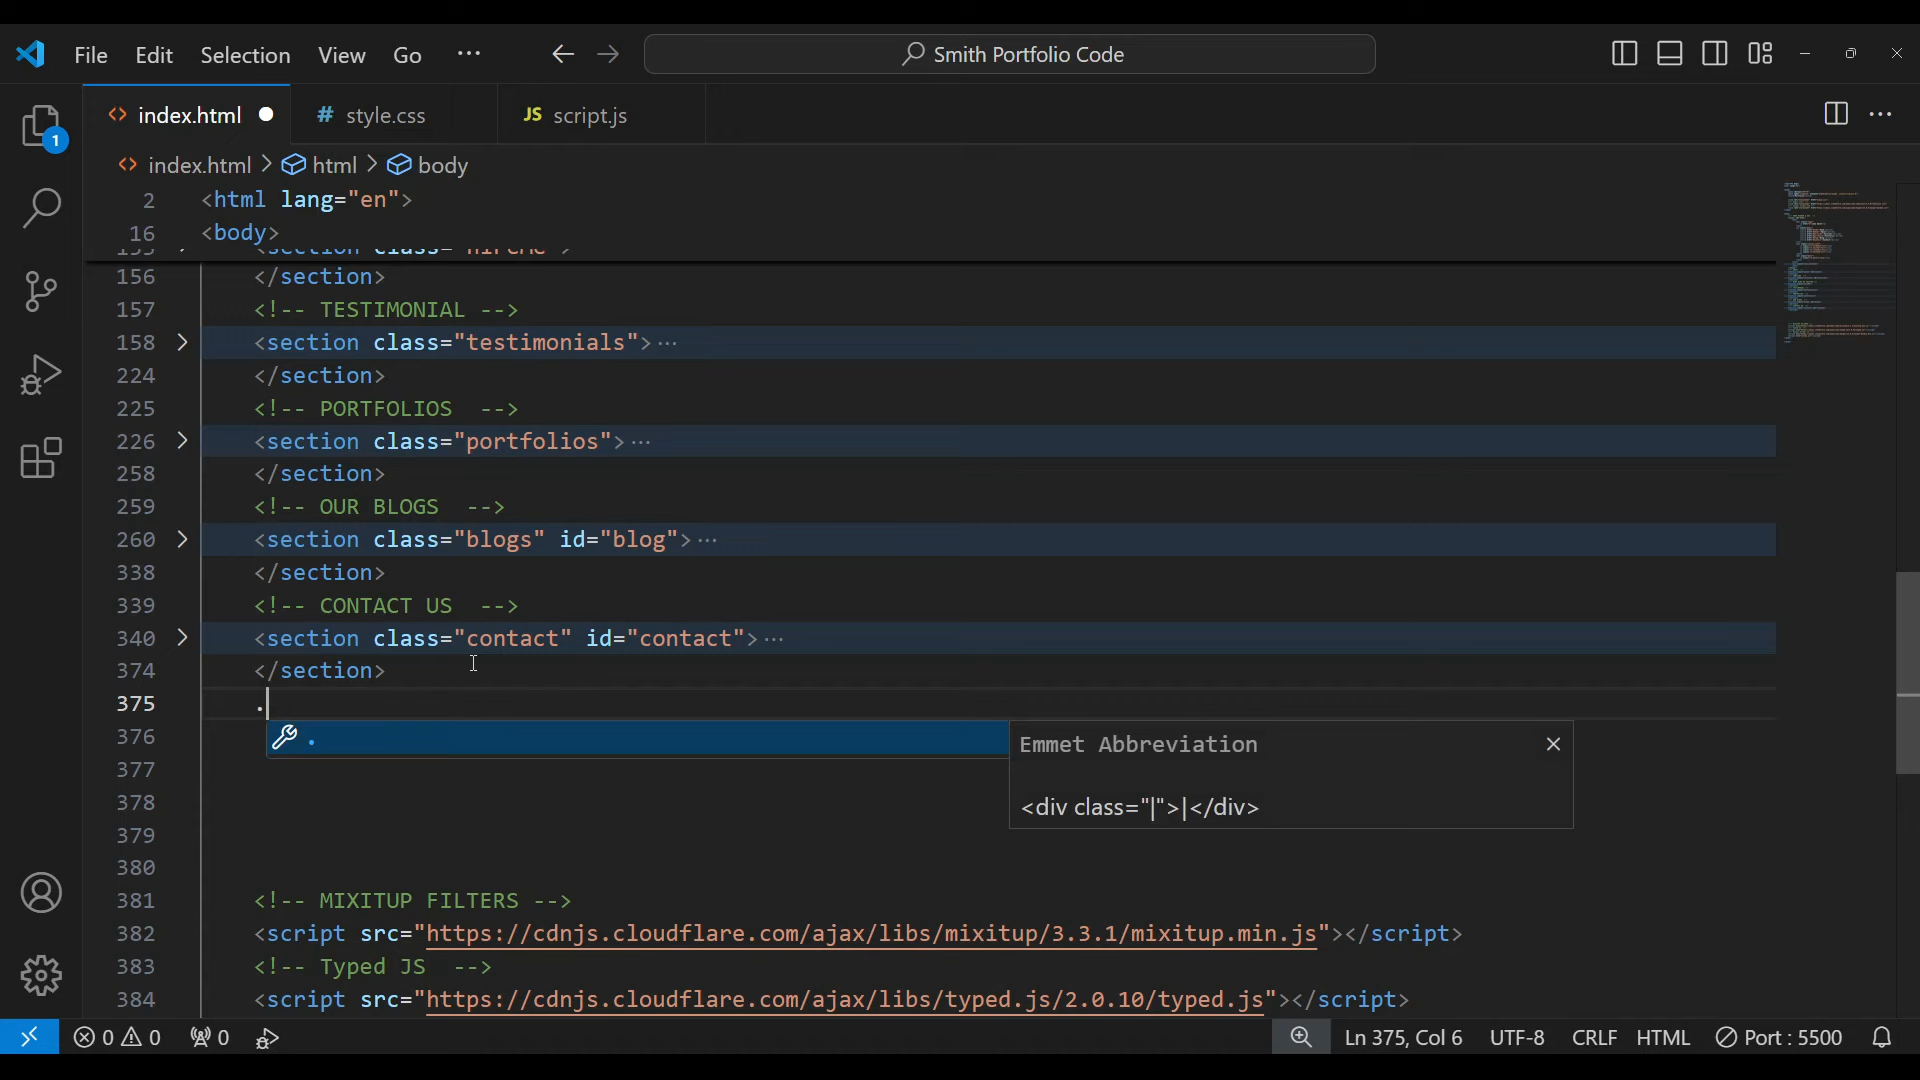 File Edit Selection View Go ··· Smith Portfolio Code
index.html style.css JS script.js
1
index.html > html > body
2 <html lang="en">
16 <body>
156 </section>
157 <!-- TESTIMONIAL -->
158 <section class="testimonials"> ···
224 </section>
225 <!-- PORTFOLIOS  -->
226 <section class="portfolios"> ···
258 </section>
259 <!-- OUR BLOGS  -->
260 <section class="blogs" id="blog"> ···
338 </section>
339 <!-- CONTACT US  -->
340 <section class="contact" id="contact"> ···
374 </section>
375 .
376 . Emmet Abbreviation
377
378 <div class="|">|</div>
379
380
381 <!-- MIXITUP FILTERS -->
382 <script src="https://cdnjs.cloudflare.com/ajax/libs/mixitup/3.3.1/mixitup.min.js"></script>
383 <!-- Typed JS  -->
384 <script src="https://cdnjs.cloudflare.com/ajax/libs/typed.js/2.0.10/typed.js"></script>
0 0 0 Ln 375, Col 6 UTF-8 CRLF HTML Port : 5500